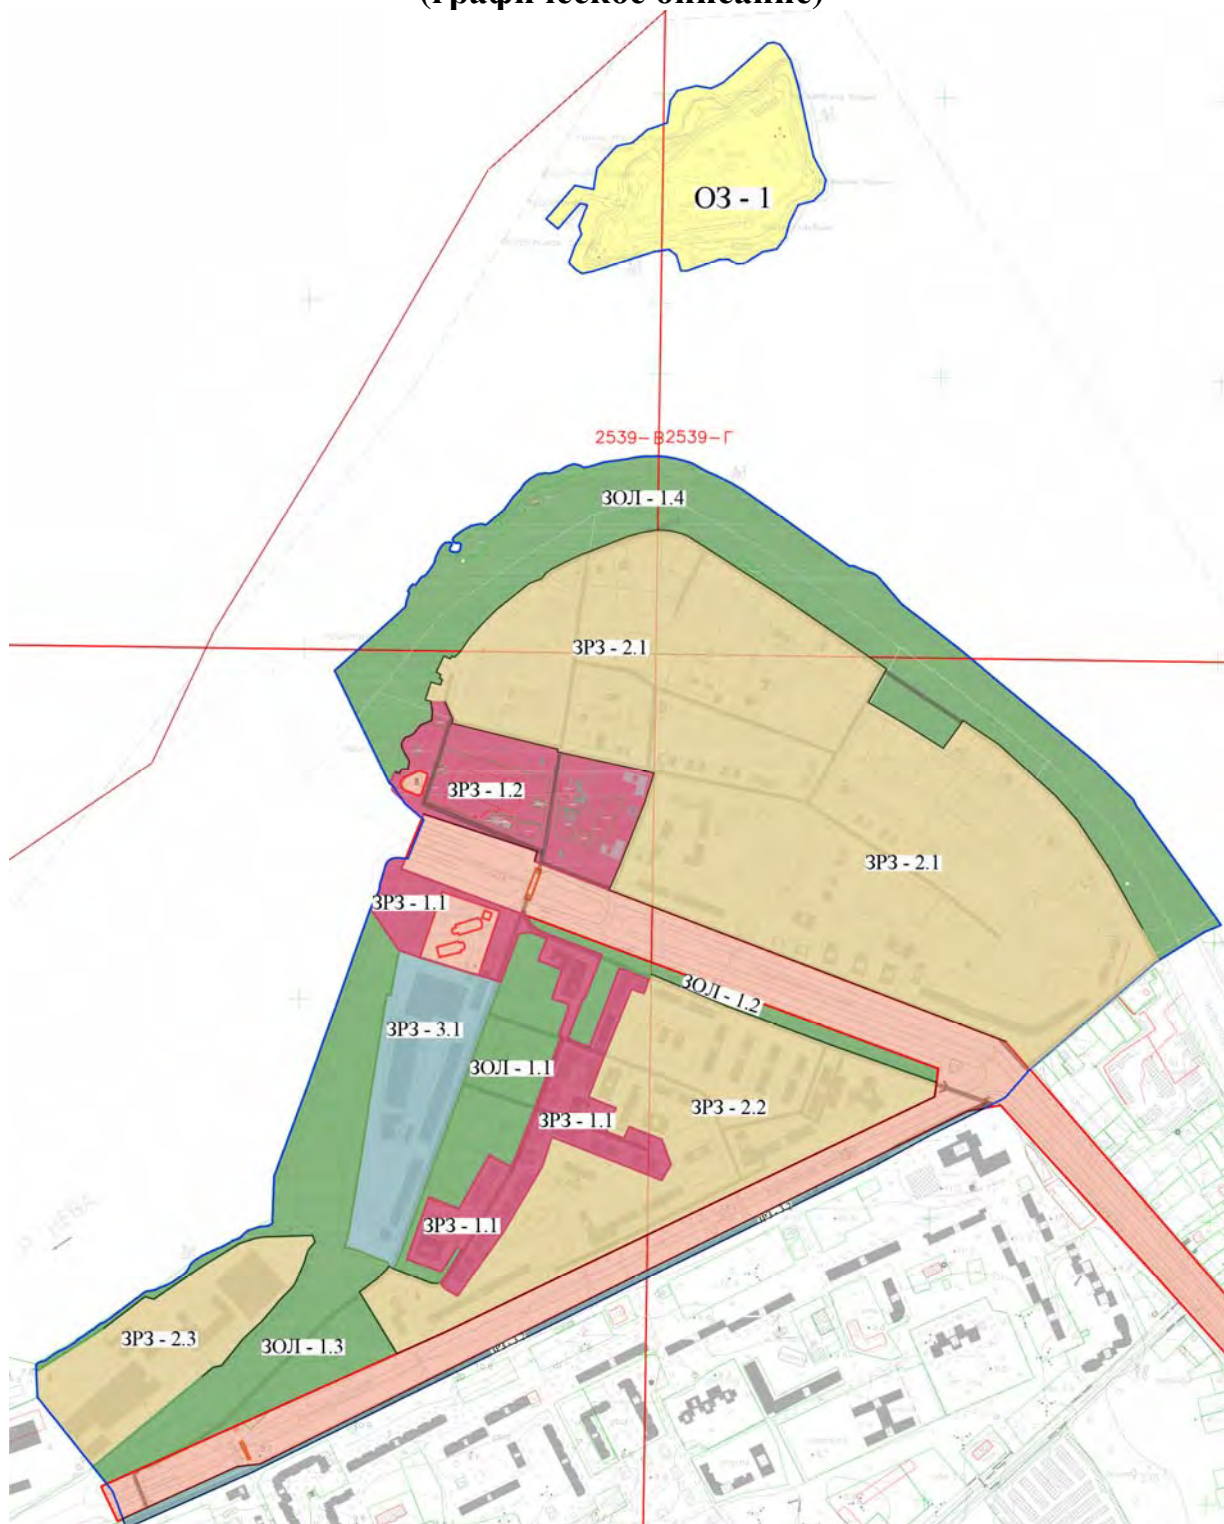 (графическое описание)
ОЗ - 1
2539-В2539-Г
ЗОЛ - 1.4
ЗРЗ - 2.1
ЗРЗ - 1.2
ЗРЗ - 2.1
ЗРЗ - 1.1
ЗОЛ - 1.2
ЗРЗ - 3.1
ЗОЛ - 1.1
ЗРЗ - 2.2
ЗРЗ - 1.1
ЗРЗ - 1.1
ЗРЗ - 2.3
ЗОЛ - 1.3